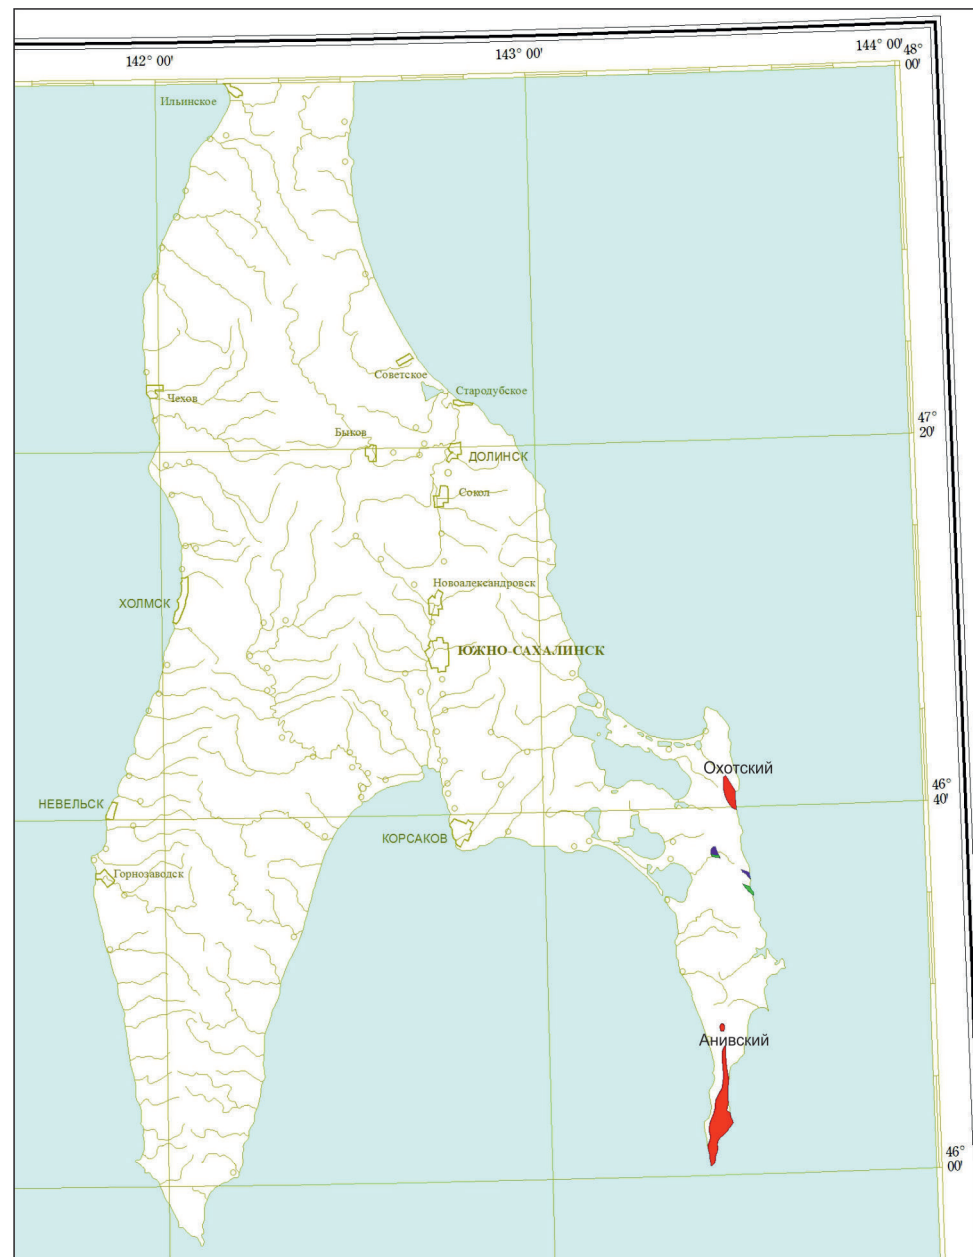 142° 00'
143° 00'
144° 00'
48°
00'
Ильинское
Советское
Стародубское
Чехов
47°
20'
Быков
ДОЛИНСК
Сокол
Новоалександровск
ХОЛМСК
ЮЖНО-САХАЛИНСК
Охотский
46°
40'
НЕВЕЛЬСК
КОРСАКОВ
Горнозаводск
Анивский
46°
00'